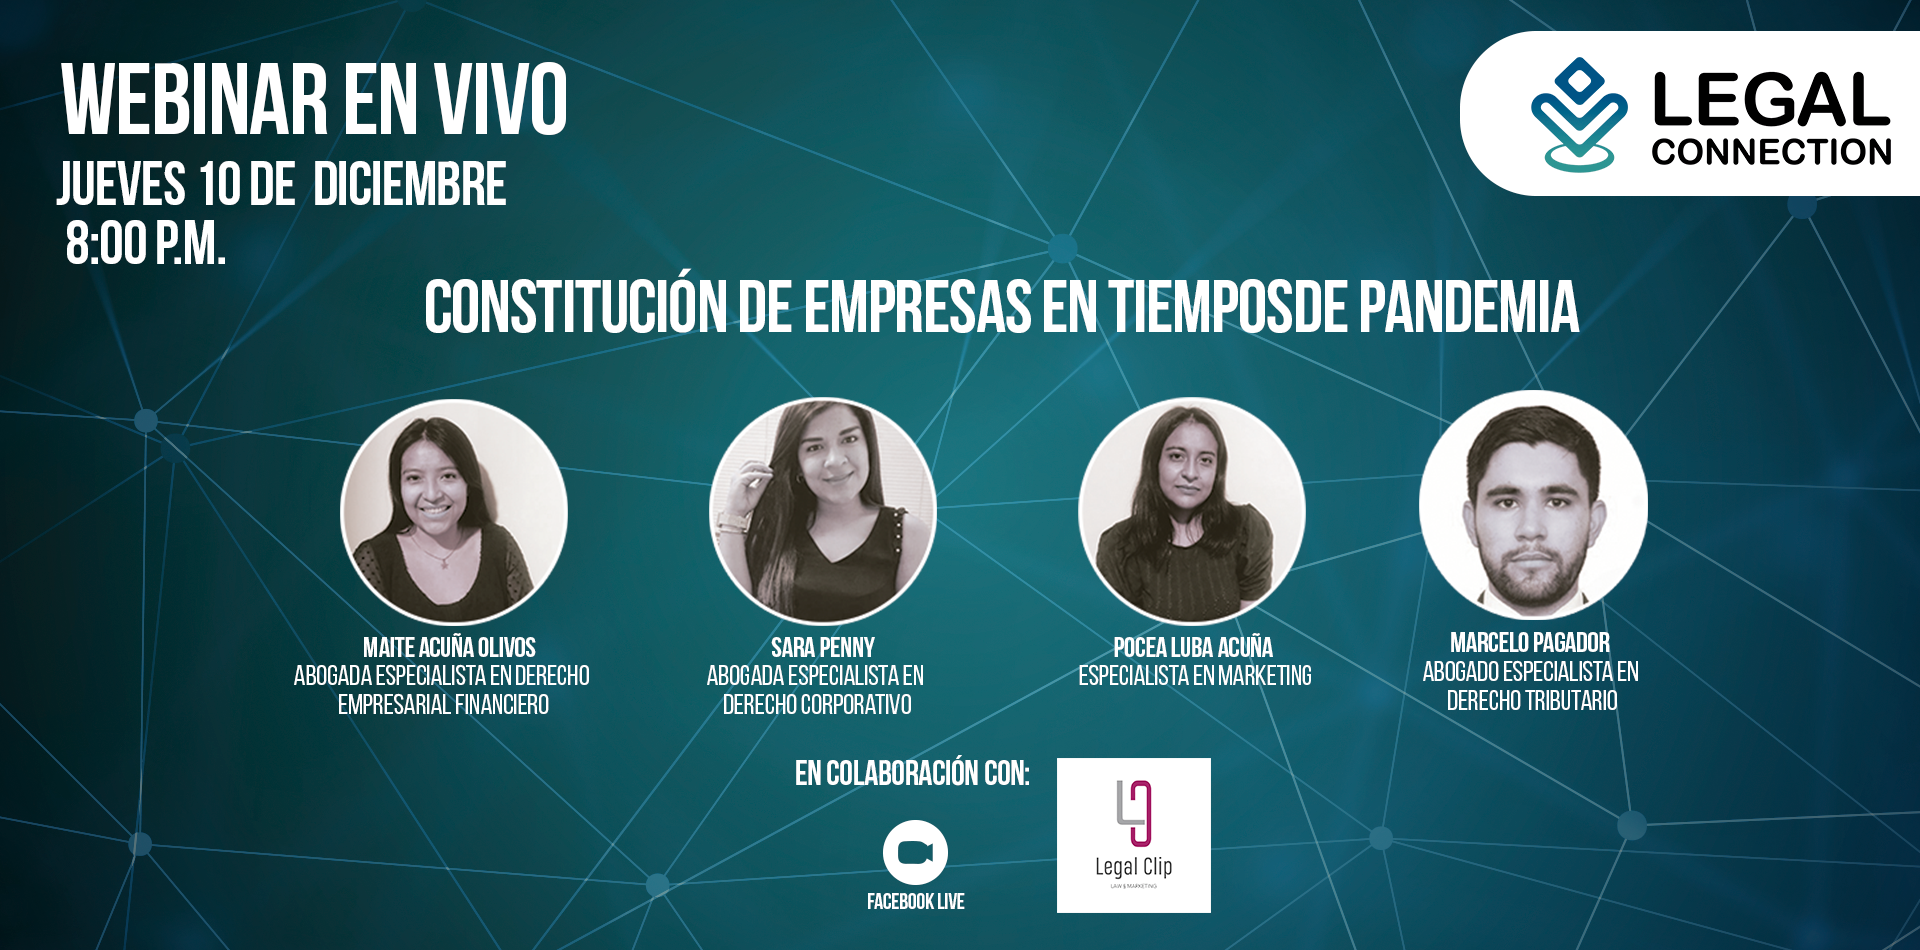 WEBINAR EN VIVO
JUEVES 10 DE DICIEMBRE
8:00 P.M.
LEGAL
CONNECTION
CONSTITUCIÓN DE EMPRESAS EN TIEMPOSDE PANDEMIA
MAITE ACUÑA OLIVOS
ABOGADA ESPECIALISTA EN DERECHO
EMPRESARIAL FINANCIERO
SARA PENNY
ABOGADA ESPECIALISTA EN
DERECHO CORPORATIVO
POCEA LUBA ACUÑA
ESPECIALISTA EN MARKETING
MARCELO PAGADOR
ABOGADO ESPECIALISTA EN
DERECHO TRIBUTARIO
EN COLABORACIÓN CON:
FACEBOOK LIVE
Legal Clip
LAW & MARKETING